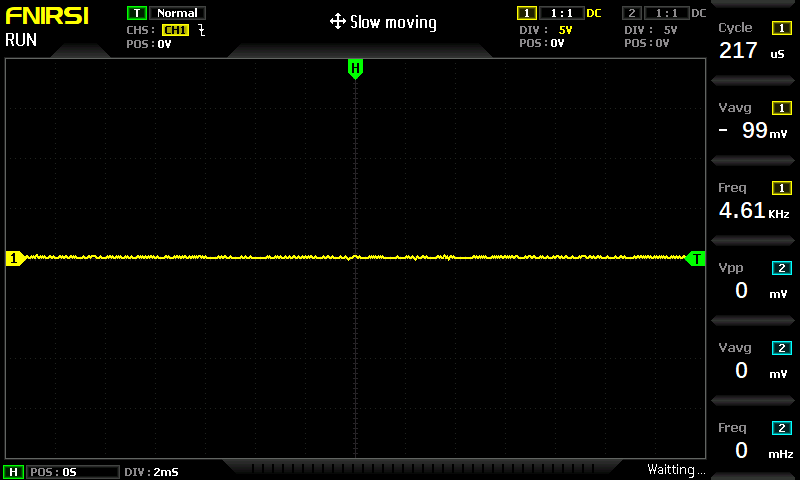 FNIRSI
RUN
T Normal
CHS: CH1
POS: 0V
Slow moving
1 1:1 DC
DIV: 5V
POS: 0V
2 1:1 DC
DIV: 5V
POS: 0V
H
1
T
Cycle 1
217 uS
Vavg 1
- 99 mV
Freq 1
4.61 KHz
Vpp 2
0 mV
Vavg 2
0 mV
Freq 2
0 mHz
H POS: 0S DIV: 2mS
Waitting...